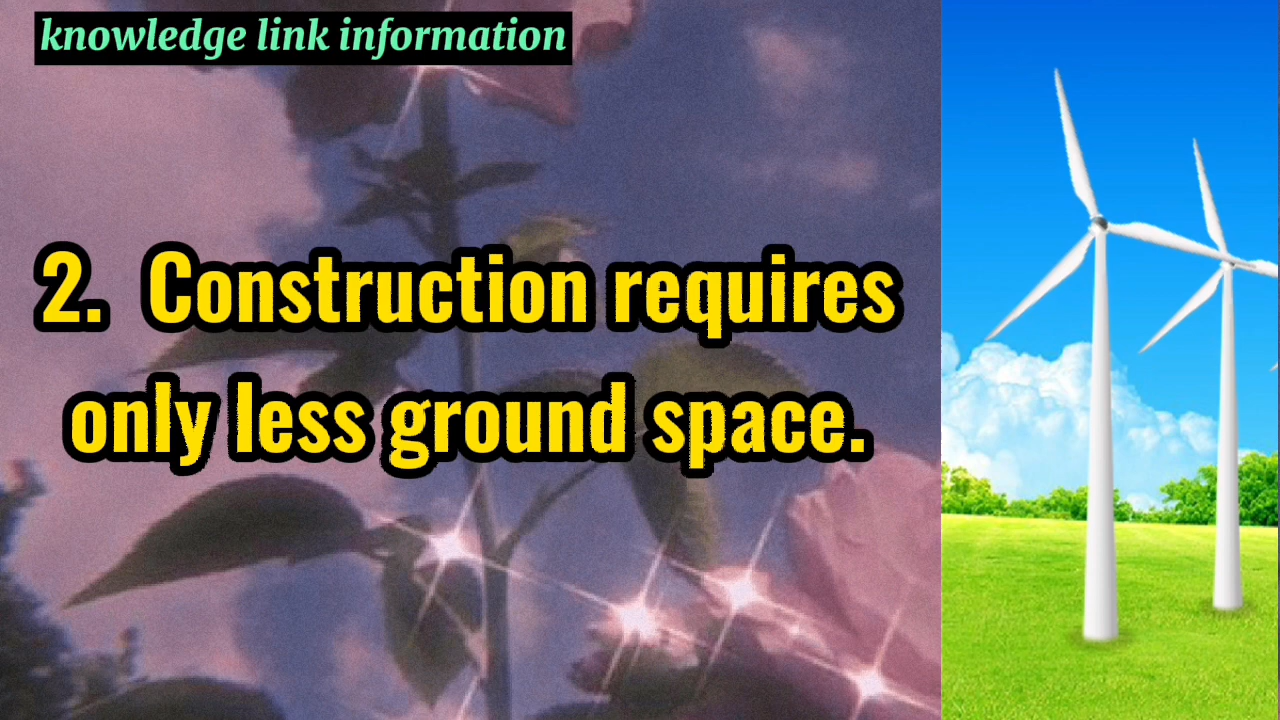 knowledge link information
2. Construction requires
only less ground space.